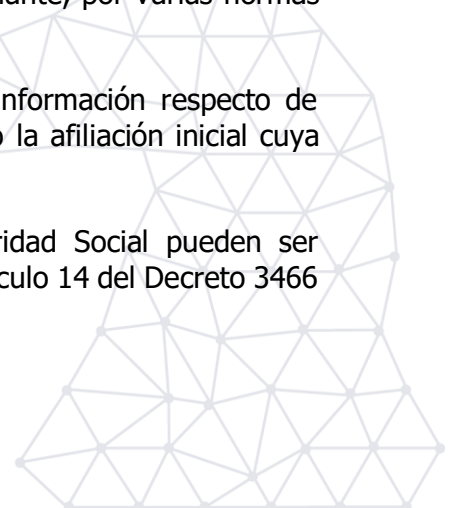 por varias normas
nformación respecto de
la afiliación inicial cuya
ridad Social pueden ser
culo 14 del Decreto 3466